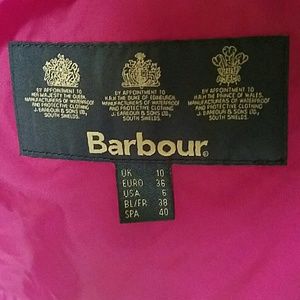 BY APPOINTMENT TO
HER MAJESTY THE QUEEN
MANUFACTURERS OF WATERPROOF
AND PROTECTIVE CLOTHING
J. BARBOUR & SONS LTD
SOUTH SHIELDS.
BY APPOINTMENT TO
H.R.H THE DUKE OF EDINBURGH
MANUFACTURERS OF WATERPROOF
AND PROTECTIVE CLOTHING
J. BARBOUR & SONS LTD.
SOUTH SHIELDS.
BY APPOINTMENT TO
H.R.H THE PRINCE OF WALES.
MANUFACTURERS OF WATERPROOF
AND PROTECTIVE CLOTHING
J. BARBOUR & SONS LTD.
SOUTH SHIELDS.
Barbour®
UK 10
EURO 36
USA 6
BL/FR 38
SPA 40